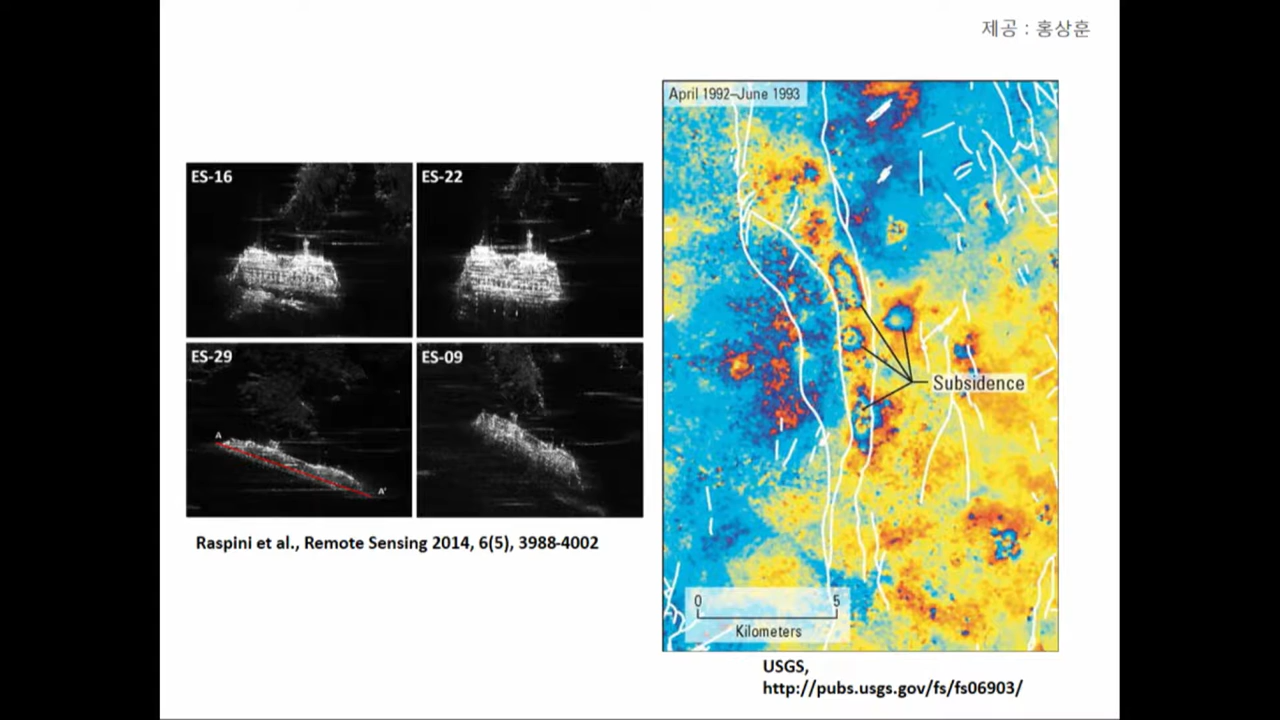 제공 : 홍상훈
April 1992–June 1993
ES-16
ES-22
ES-29
ES-09
A
A'
Subsidence
0 5
Kilometers
Raspini et al., Remote Sensing 2014, 6(5), 3988-4002
USGS,
http://pubs.usgs.gov/fs/fs06903/